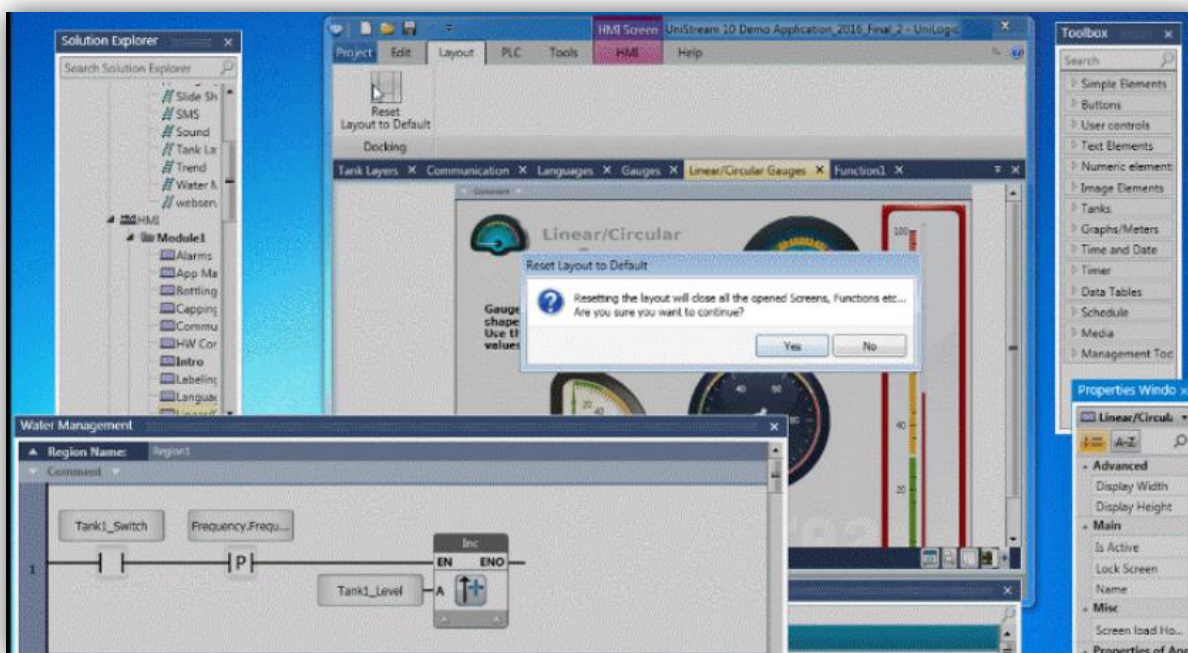 Solution Explorer
Search Solution Explorer
Slide Sh
SMS
Sound
Tank La
Trend
Water M
webserv
HMI
Module1
Alarms
App Ma
Bottling
Capping
Commu
HW Cor
Intro
Labeling
Languag
HMI Screen UniStream 10 Demo Application_2016_Final_2 - UniLogic
Project Edit Layout PLC Tools HMI Help
Reset
Layout to Default
Docking
Tank Layers Communication Languages Gauges Linear/Circular Gauges Function1
Comment
Linear/Circular
100
Gauge
shape
Use th
values
20
40
40
20
Reset Layout to Default
Resetting the layout will close all the opened Screens, Functions etc...
Are you sure you want to continue?
Yes No
Water Management
Region Name: Region1
Comment
1
Tank1_Switch Frequency.Frequ...
P
Inc
EN ENO
Tank1_Level A
Toolbox
Search
Simple Elements
Buttons
User controls
Text Elements
Numeric element
Image Elements
Tanks
Graphs/Meters
Time and Date
Timer
Data Tables
Schedule
Media
Management Too
Properties Windo
Linear/Circula
A-Z
Advanced
Display Width
Display Height
Main
Is Active
Lock Screen
Name
Misc
Screen load Ho...
Properties of App